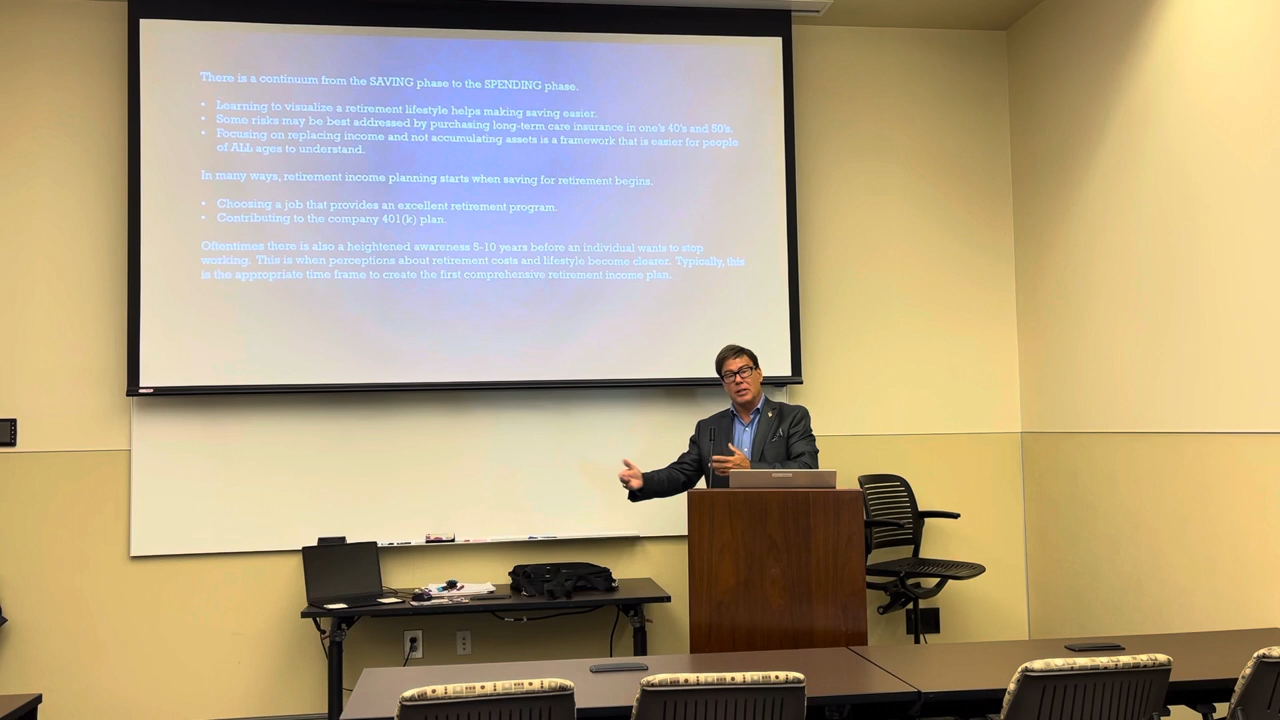 There is a continuum from the SAVING phase to the SPENDING phase.
• Learning to visualize a retirement lifestyle helps making saving easier.
• Some risks may be best addressed by purchasing long-term care insurance in one's 40's and 50's.
• Focusing on replacing income and not accumulating assets is a framework that is easier for people
of ALL ages to understand.
In many ways, retirement income planning starts when saving for retirement begins.
• Choosing a job that provides an excellent retirement program.
• Contributing to the company 401(k) plan.
Oftentimes there is also a heightened awareness 5-10 years before an individual wants to stop
working. This is when perceptions about retirement costs and lifestyle become clearer. Typically, this
is the appropriate time frame to create the first comprehensive retirement income plan.